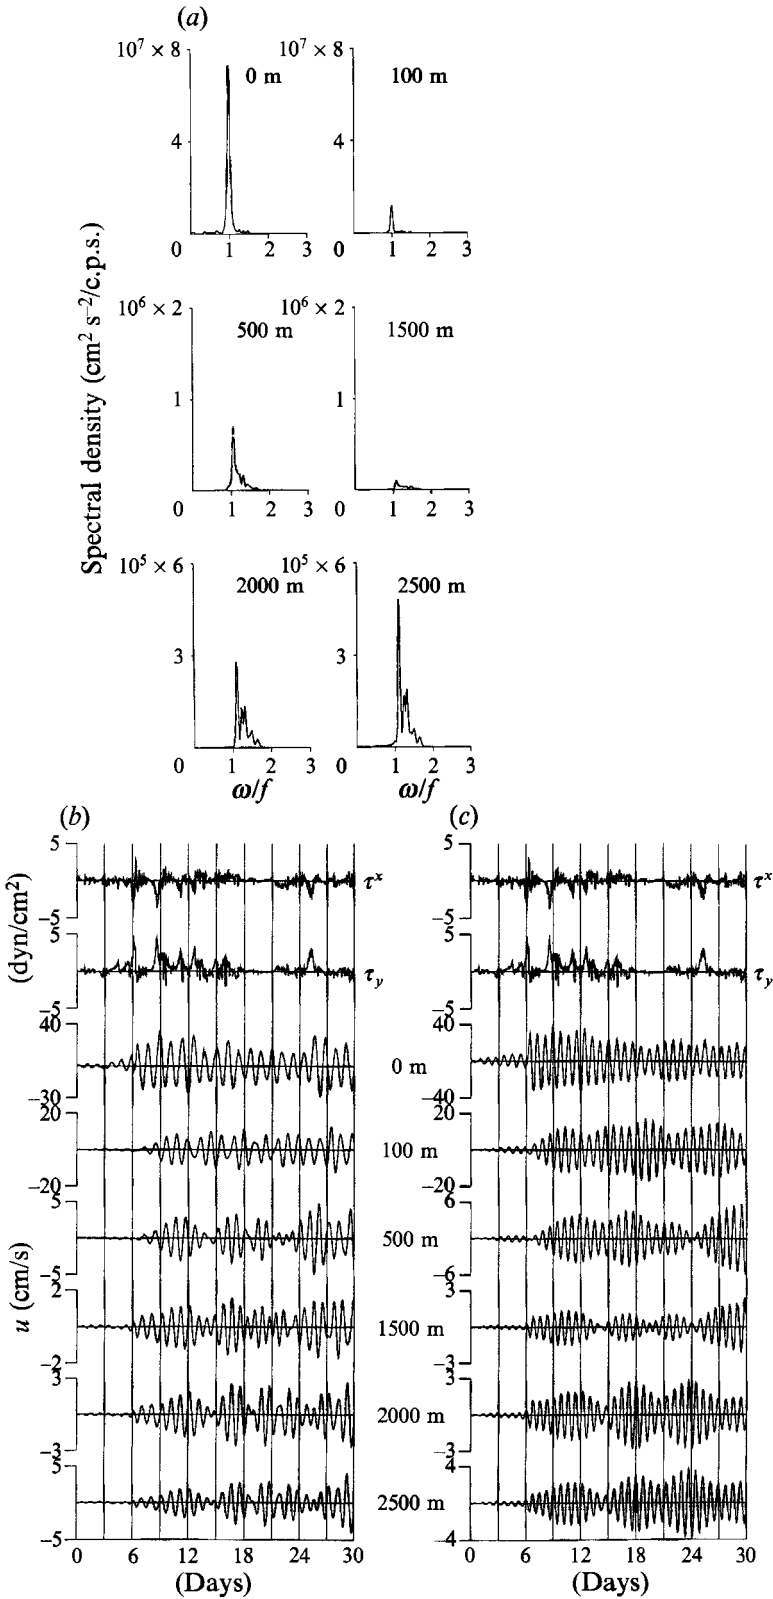 (a)
10⁷ × 8
0 m
4
0
1
2
3
10⁷ × 8
100 m
4
0
1
2
3
Spectral density (cm² s⁻²/c.p.s.)
10⁶ × 2
500 m
1
0
1
2
3
10⁶ × 2
1500 m
1
0
1
2
3
10⁵ × 6
2000 m
3
0
1
2
3
ω/f
10⁵ × 6
2500 m
3
0
1
2
3
ω/f
(b)
(c)
(dyn/cm²)
u (cm/s)
5
–5
τˣ
5
–5
τˣ
5
–5
τ_y
5
–5
τ_y
40
–30
0 m
40
–40
20
–20
100 m
20
–20
5
–5
500 m
6
–6
2
–2
1500 m
3
–3
3
–3
2000 m
3
–3
5
–5
2500 m
4
–4
0 6 12 18 24 30
(Days)
0 6 12 18 24 30
(Days)